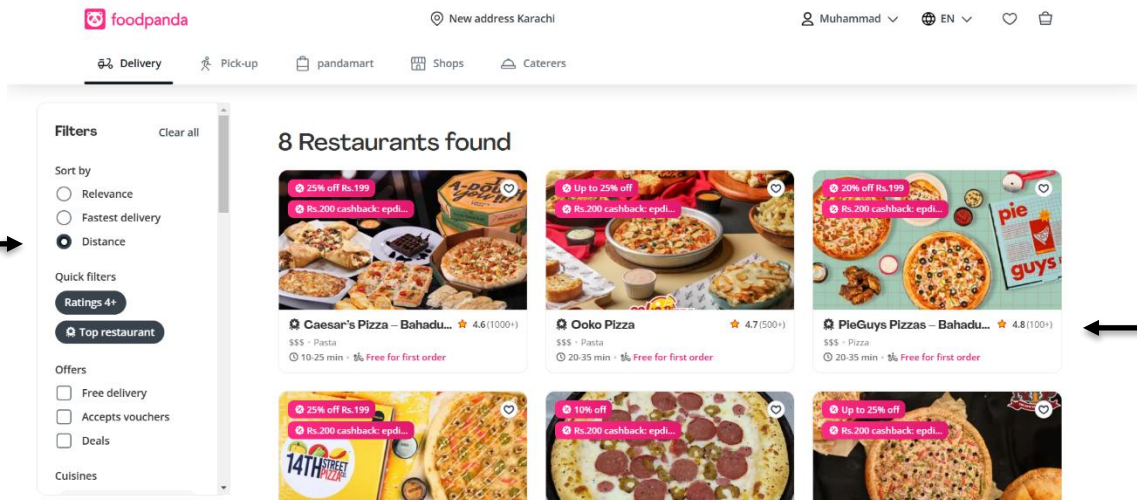 foodpanda
New address Karachi
Muhammad
EN
Delivery
Pick-up
pandamart
Shops
Caterers
Filters
Clear all
Sort by
Relevance
Fastest delivery
Distance
Quick filters
Ratings 4+
Top restaurant
Offers
Free delivery
Accepts vouchers
Deals
Cuisines
8 Restaurants found
25% off Rs.199
Rs.200 cashback: epdi...
A-DOUGH
Caesar's Pizza – Bahadu... 4.6(1000+)
$$$ • Pasta
10-25 min • Free for first order
Up to 25% off
Rs.200 cashback: epdi...
Ooko Pizza 4.7(500+)
$$$ • Pasta
20-35 min • Free for first order
20% off Rs.199
Rs.200 cashback: epdi...
pie
guys
PieGuys Pizzas – Bahadu... 4.8(100+)
$$$ • Pizza
20-35 min • Free for first order
25% off Rs.199
Rs.200 cashback: epdi...
14TH STREET
PIZZA
10% off
Rs.200 cashback: epdi...
Up to 25% off
Rs.200 cashback: epdi...